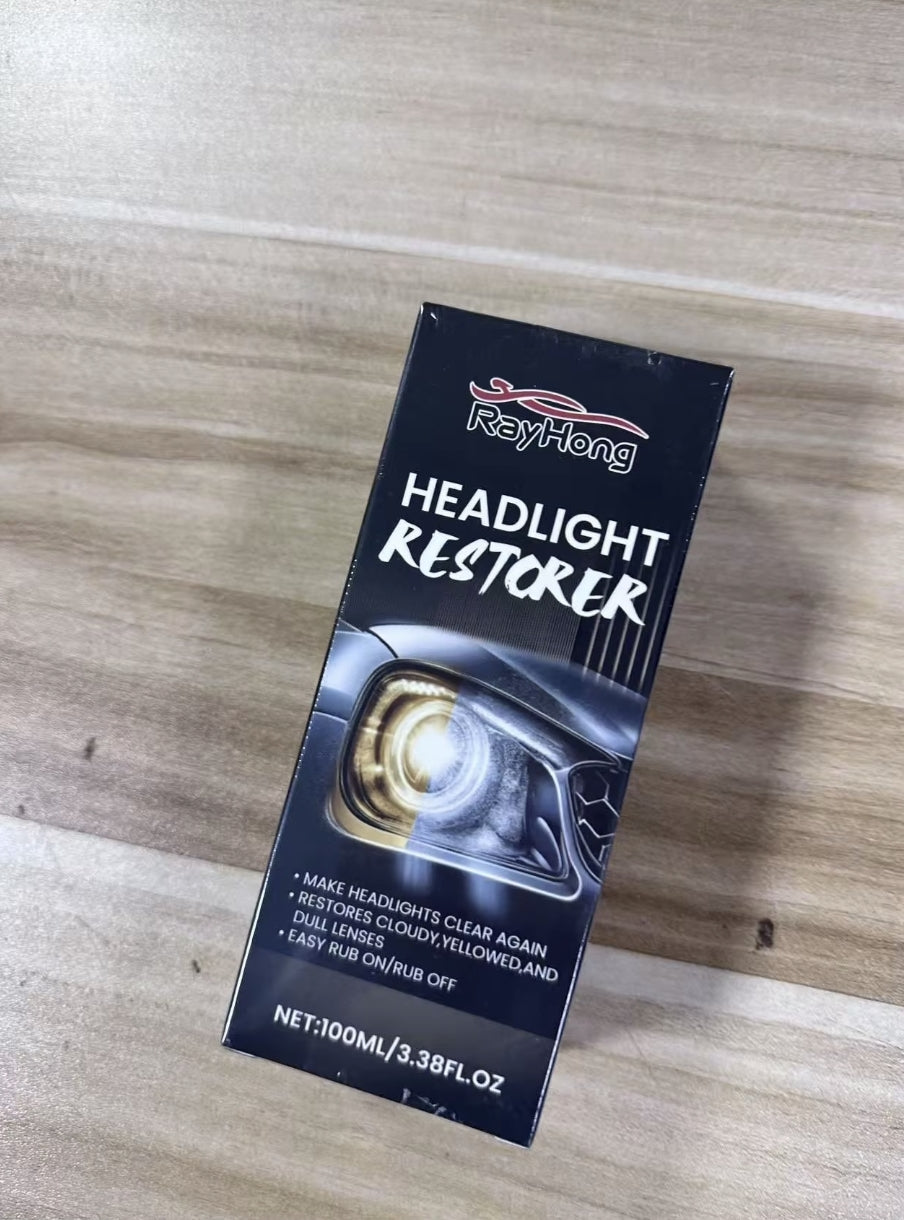 RayHong
HEADLIGHT
RESTORER
• MAKE HEADLIGHTS CLEAR AGAIN
• RESTORES CLOUDY,YELLOWED,AND
DULL LENSES
• EASY RUB ON/RUB OFF
NET:100ML/3.38FL.OZ